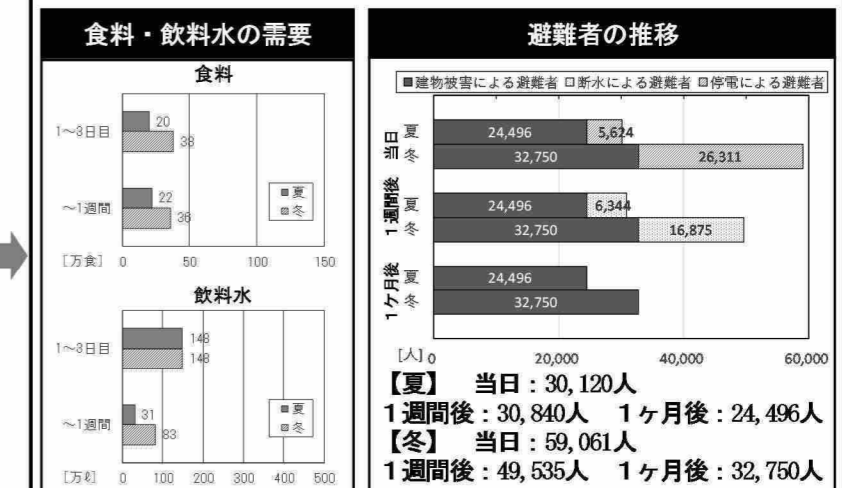 食料・飲料水の需要
食料
1～3日目
20
38
～1週間
22
36
■夏
冬
[万食] 0 50 100 150
飲料水
1～3日目
148
148
～1週間
31
83
■夏
冬
[万ℓ] 0 100 200 300 400 500
避難者の推移
■建物被害による避難者 □断水による避難者 停電による避難者
当日
夏 24,496 5,624
冬 32,750 26,311
1週間後
夏 24,496 6,344
冬 32,750 16,875
1ケ月後
夏 24,496
冬 32,750
[人] 0 20,000 40,000 60,000
【夏】 当日：30,120人
1週間後：30,840人 1ヶ月後：24,496人
【冬】 当日：59,061人
1週間後：49,535人 1ヶ月後：32,750人